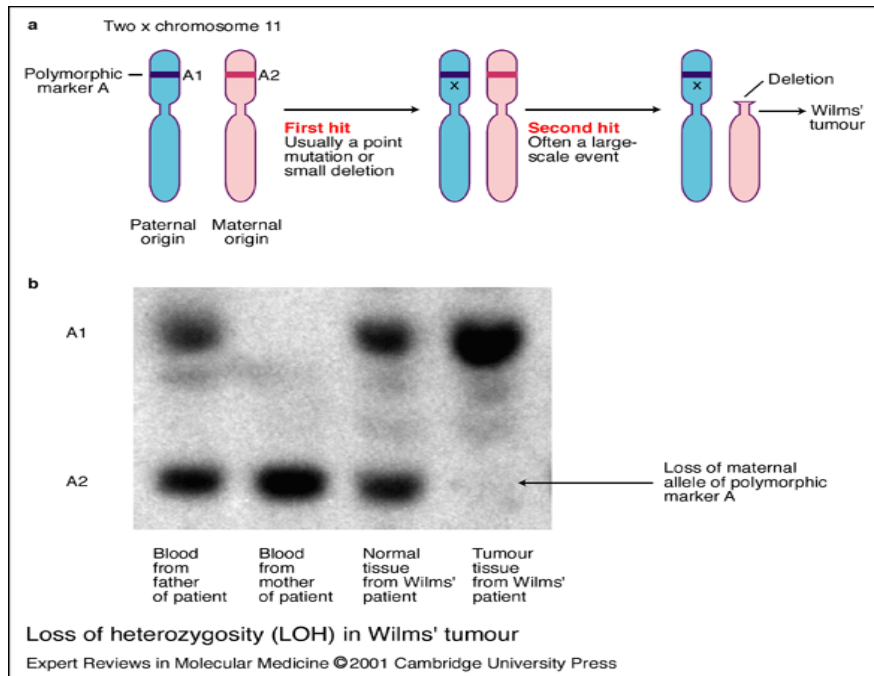 a Two x chromosome 11
Polymorphic
marker A
A1
A2
First hit
Usually a point
mutation or
small deletion
x
Second hit
Often a large-
scale event
x
Deletion
Wilms'
tumour
Paternal
origin
Maternal
origin
b
A1
A2
Loss of maternal
allele of polymorphic
marker A
Blood
from
father
of patient
Blood
from
mother
of patient
Normal
tissue
from Wilms'
patient
Tumour
tissue
from Wilms'
patient
Loss of heterozygosity (LOH) in Wilms' tumour
Expert Reviews in Molecular Medicine ©2001 Cambridge University Press